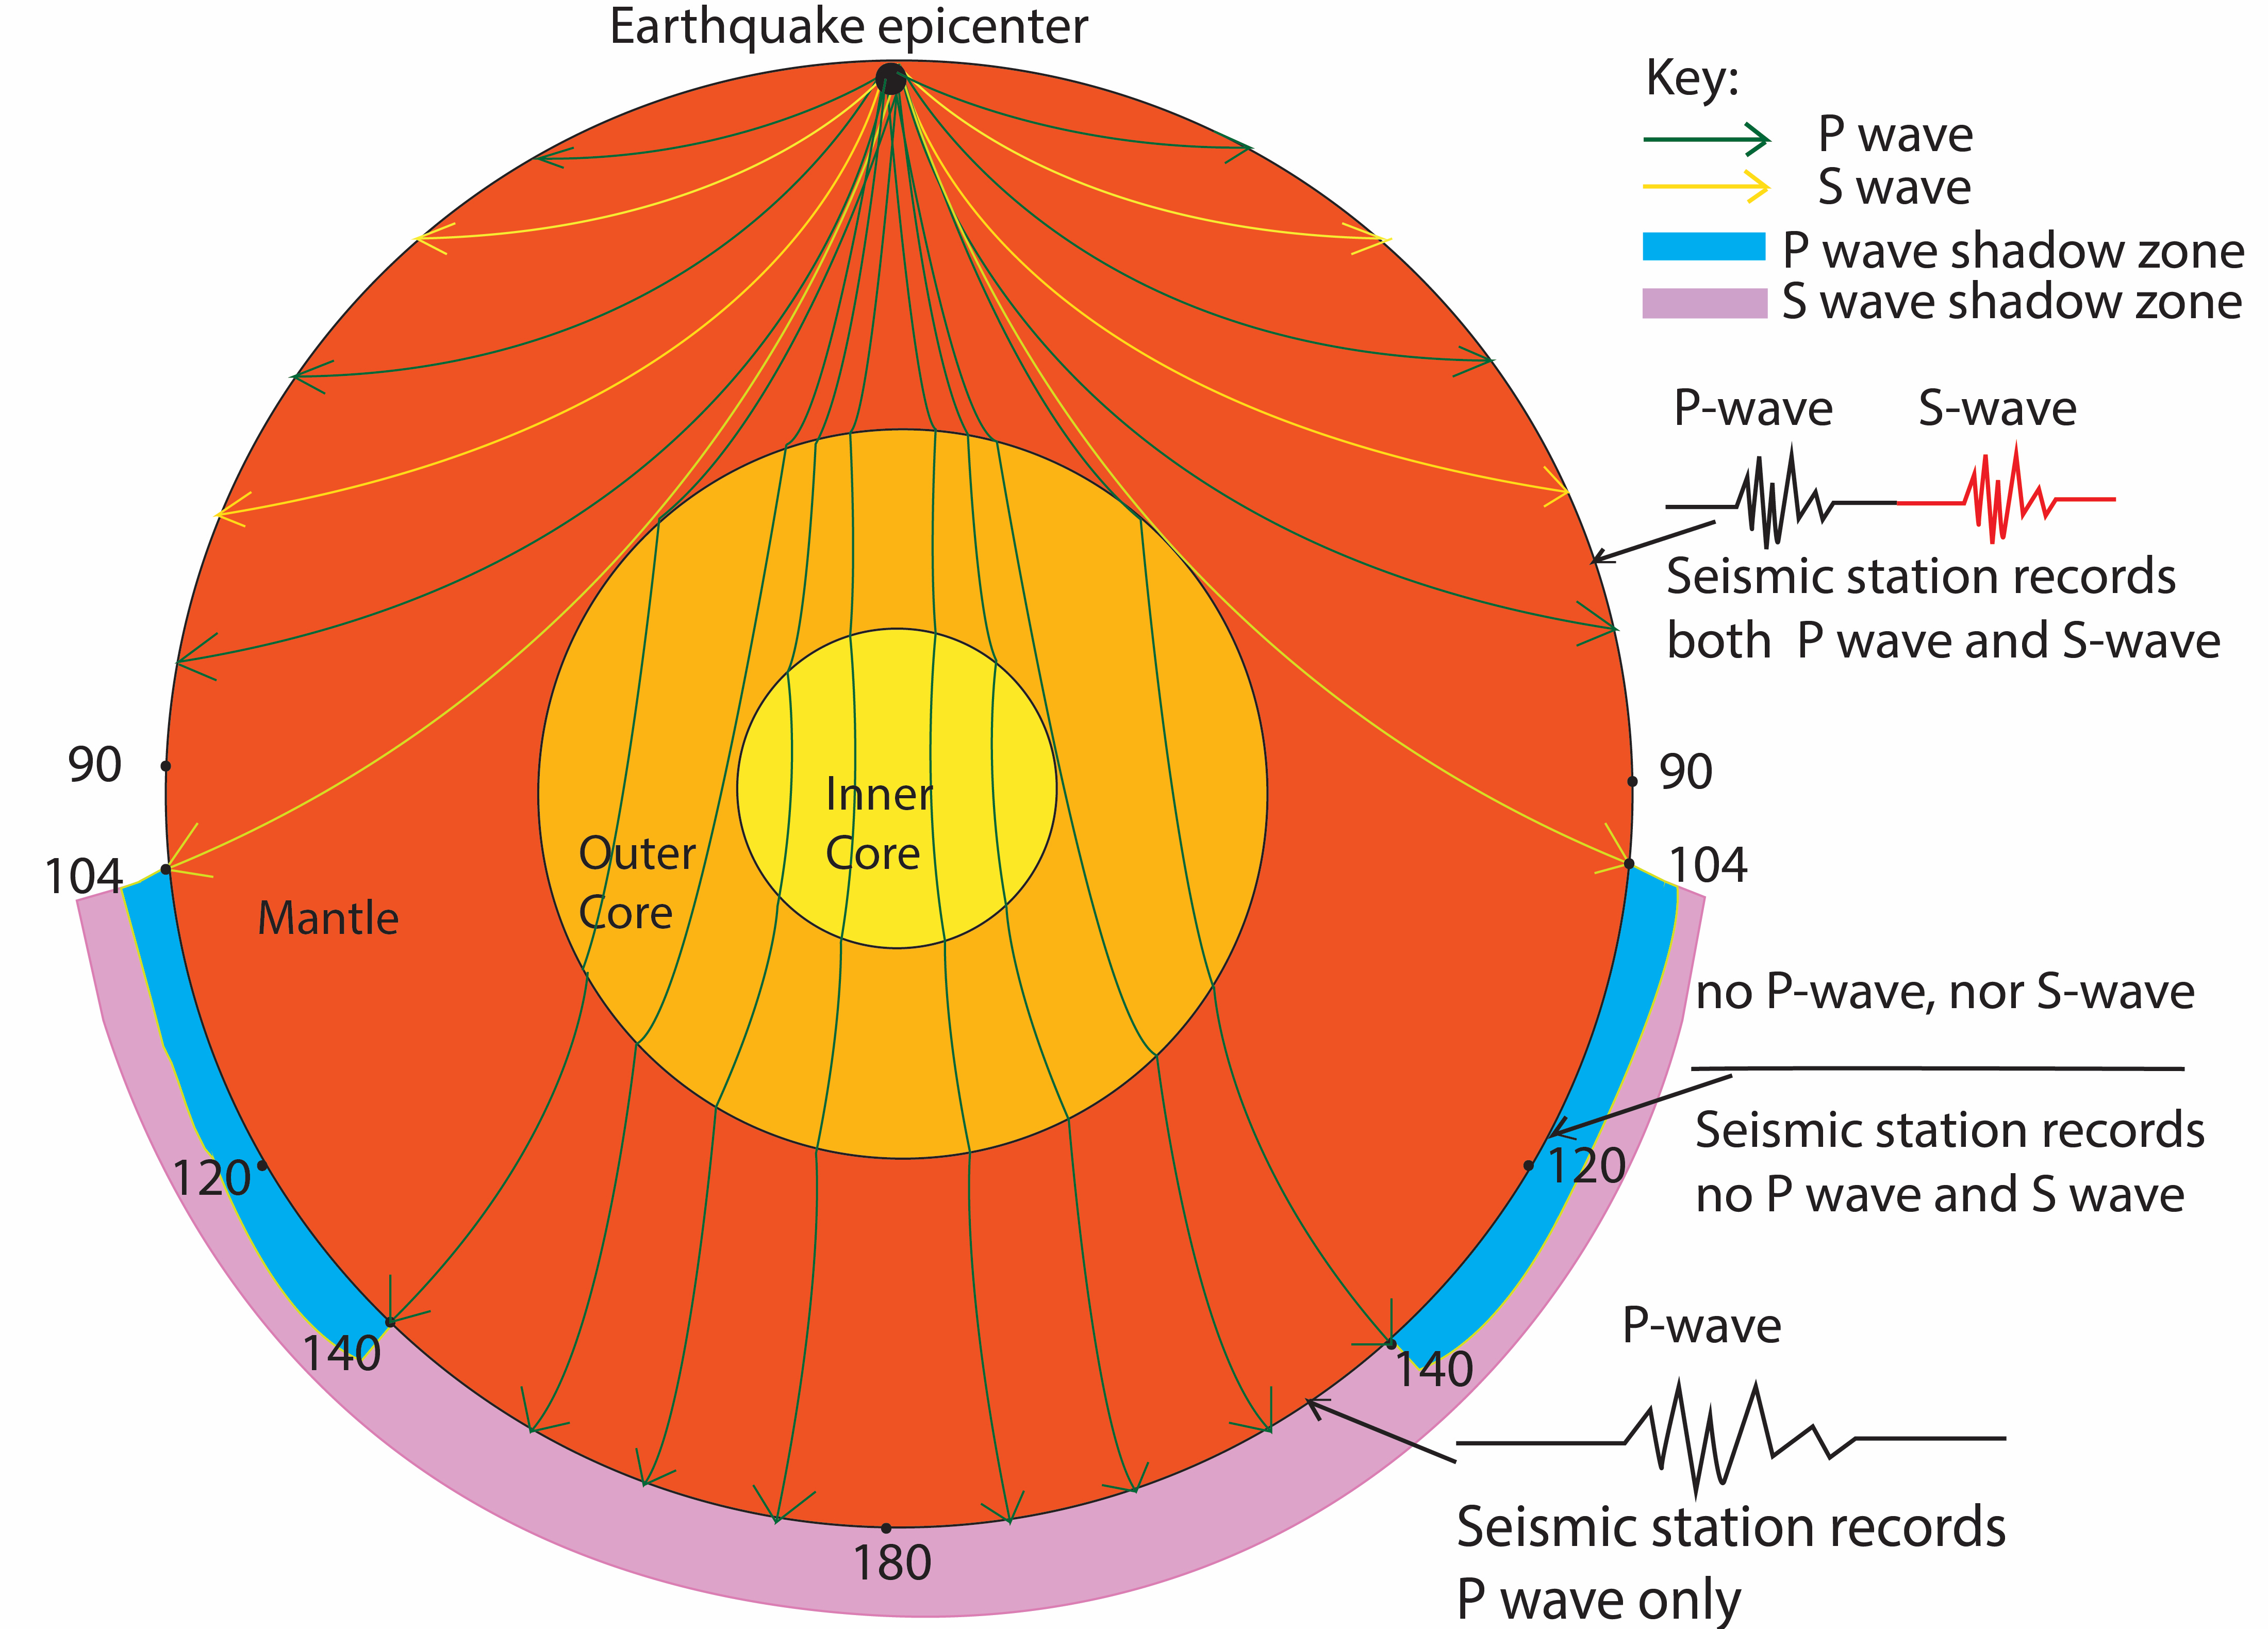 Earthquake epicenter
Key:
P wave
S wave
P wave shadow zone
S wave shadow zone
P-wave
S-wave
Seismic station records
both P wave and S-wave
90
90
104
104
Inner
Core
Outer
Core
Mantle
no P-wave, nor S-wave
Seismic station records
no P wave and S wave
120
120
140
140
P-wave
Seismic station records
P wave only
180